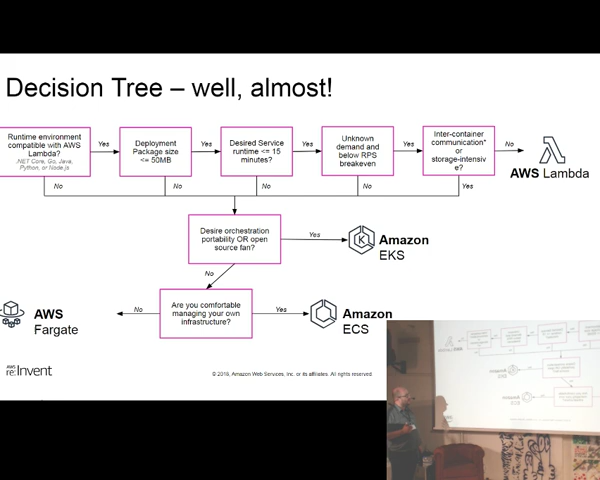 Decision Tree – well, almost!
Runtime environment
compatible with AWS
Lambda?
.NET Core, Go, Java,
Python, or Node.js
Yes
Deployment
Package size
<= 50MB
Yes
Desired Service
runtime <= 15
minutes?
Yes
Unknown
demand and
below RPS
breakeven
Yes
Inter-container
communication*
or
storage-intensiv
e?
No
AWS Lambda
No
No
No
No
Yes
Desire orchestration
portability OR open
source fan?
Yes
Amazon
EKS
No
Are you comfortable
managing your own
infrastructure?
No
AWS
Fargate
Yes
Amazon
ECS
AWS
re:Invent
© 2018, Amazon Web Services, Inc. or its affiliates. All rights reserved.